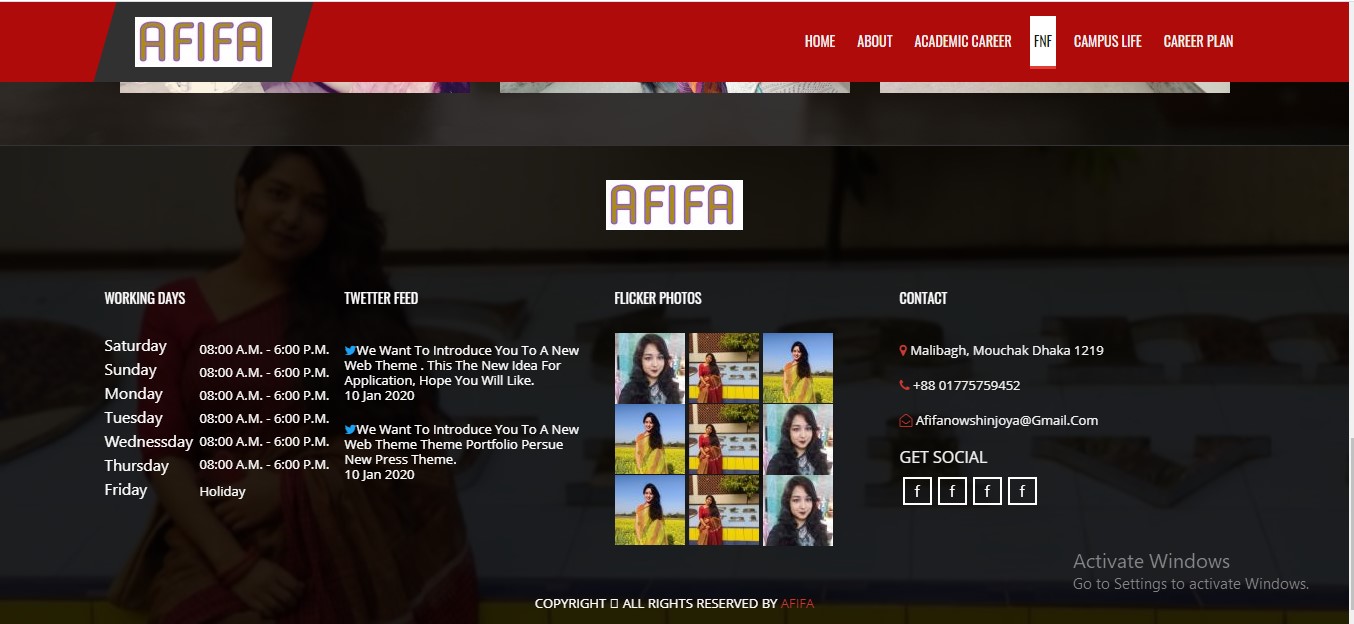 AFIFA
HOME ABOUT ACADEMIC CAREER FNF CAMPUS LIFE CAREER PLAN
AFIFA
WORKING DAYS
Saturday 08:00 A.M. - 6:00 P.M.
Sunday 08:00 A.M. - 6:00 P.M.
Monday 08:00 A.M. - 6:00 P.M.
Tuesday 08:00 A.M. - 6:00 P.M.
Wednessday 08:00 A.M. - 6:00 P.M.
Thursday 08:00 A.M. - 6:00 P.M.
Friday Holiday
TWETTER FEED
We Want To Introduce You To A New
Web Theme . This The New Idea For
Application, Hope You Will Like.
10 Jan 2020
We Want To Introduce You To A New
Web Theme Theme Portfolio Persue
New Press Theme.
10 Jan 2020
FLICKER PHOTOS
CONTACT
Malibagh, Mouchak Dhaka 1219
+88 01775759452
Afifanowshinjoya@Gmail.Com
GET SOCIAL
f f f f
Activate Windows
Go to Settings to activate Windows.
COPYRIGHT ▯ ALL RIGHTS RESERVED BY AFIFA